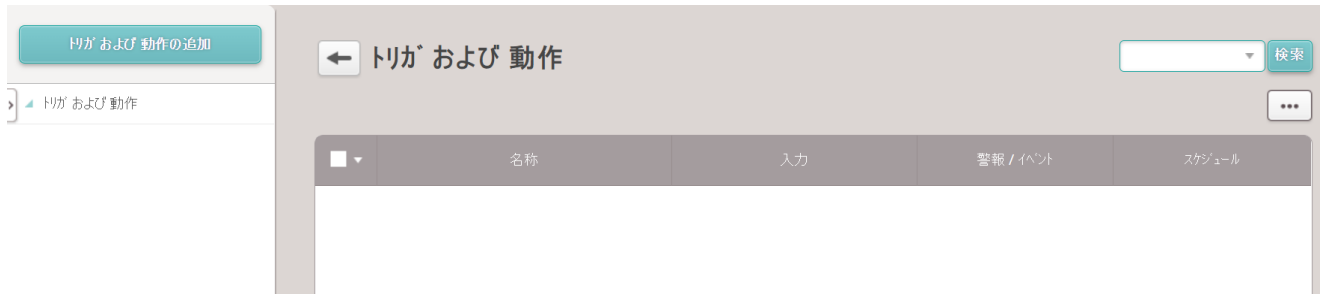 ﾄﾘｶﾞ および 動作の追加
ﾄﾘｶﾞ および 動作
ﾄﾘｶﾞ および 動作
検索
名称
入力
警報 / ｲﾍﾞﾝﾄ
ｽｹｼﾞｭｰﾙ